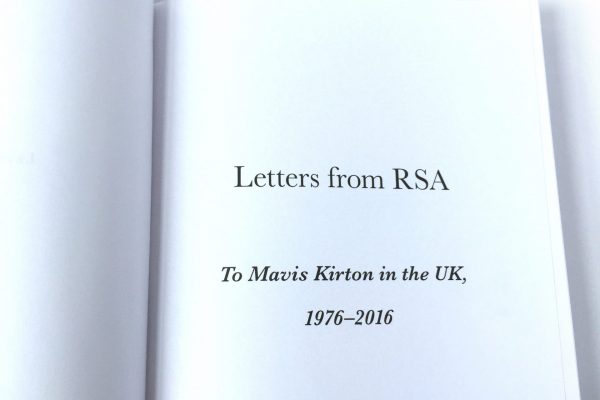 Letters from RSA
To Mavis Kirton in the UK,
1976–2016